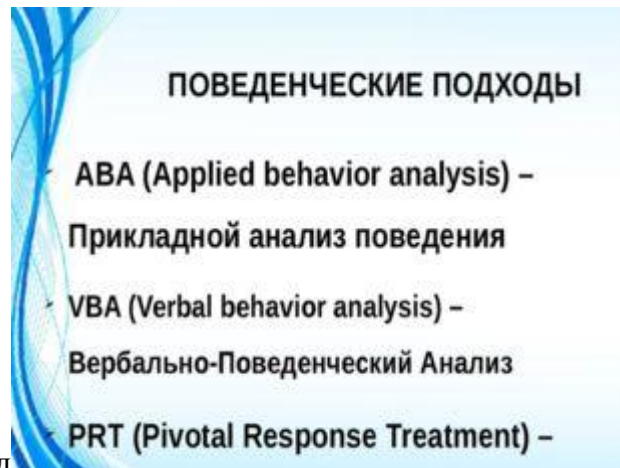 ПОВЕДЕНЧЕСКИЕ ПОДХОДЫ
ABA (Applied behavior analysis) –
Прикладной анализ поведения
VBA (Verbal behavior analysis) –
Вербально-Поведенческий Анализ
PRT (Pivotal Response Treatment) –